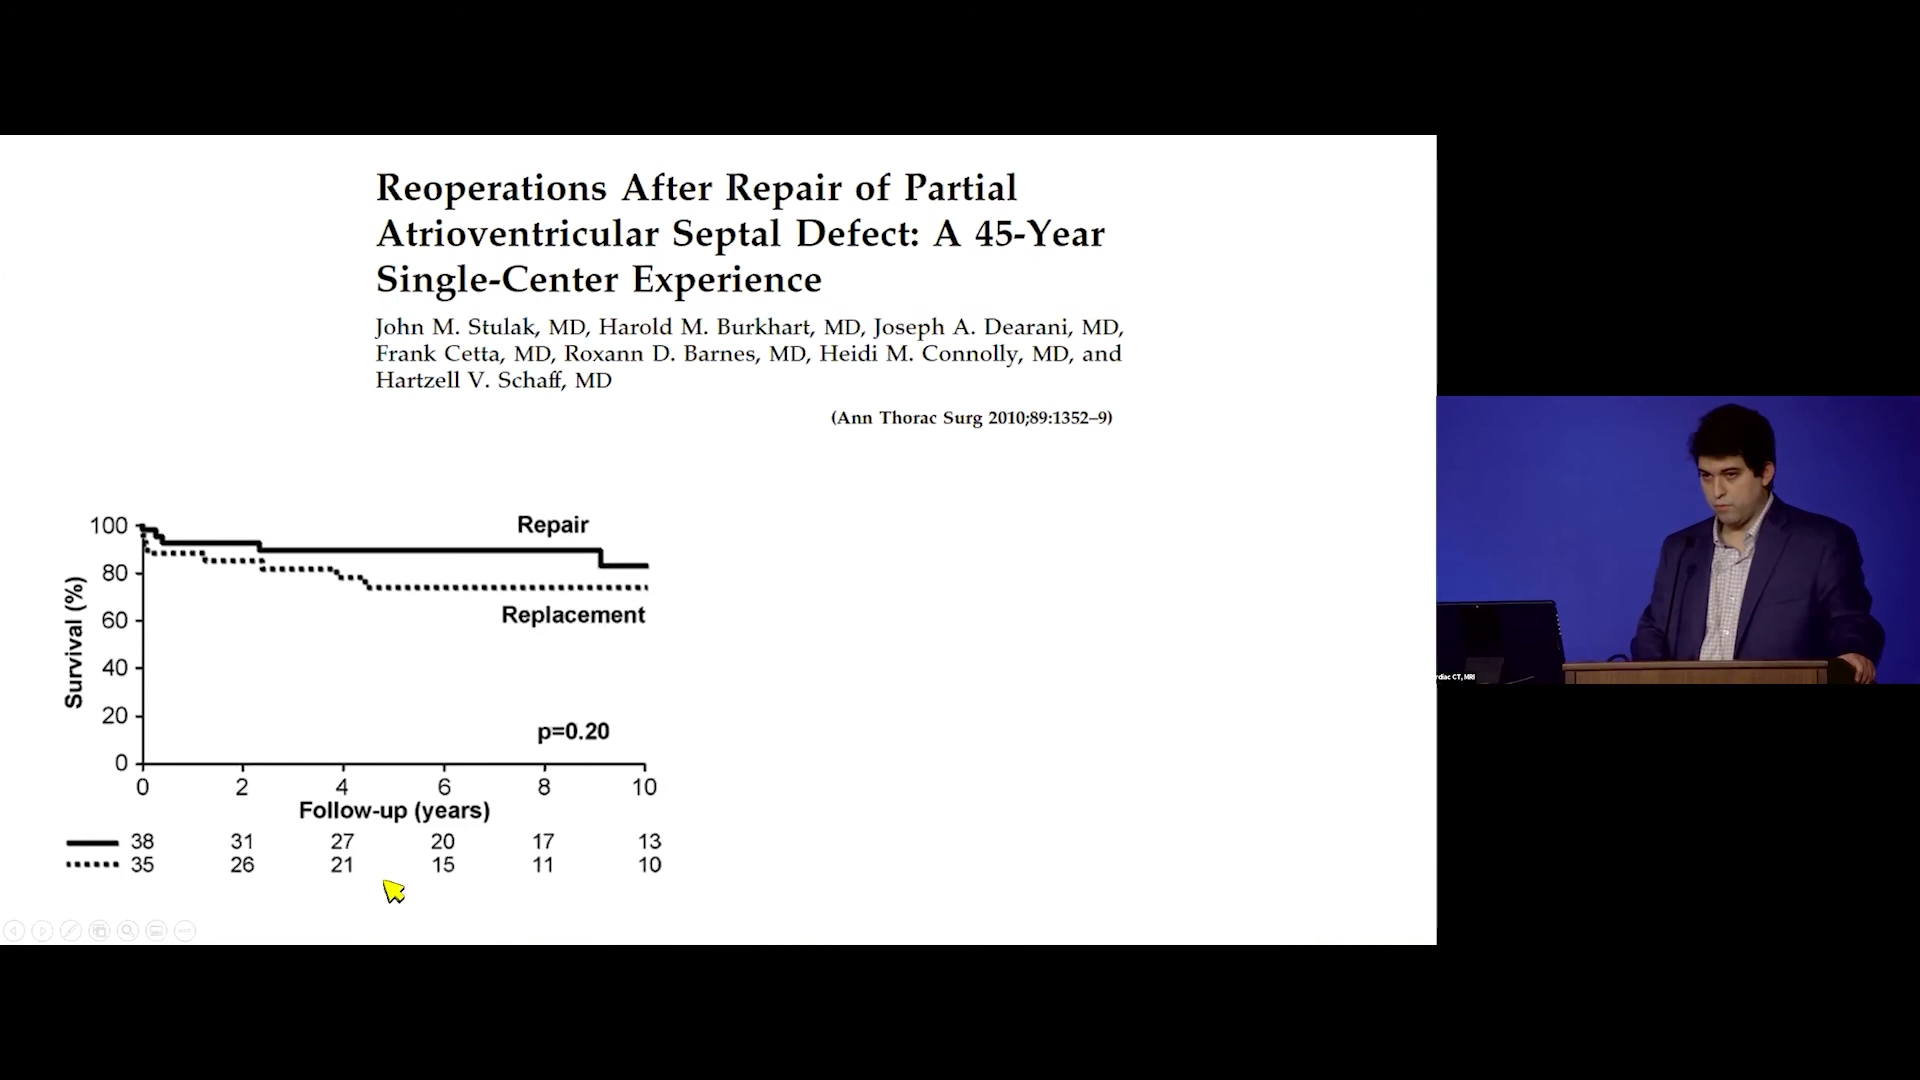 Reoperations After Repair of Partial
Atrioventricular Septal Defect: A 45-Year
Single-Center Experience
John M. Stulak, MD, Harold M. Burkhart, MD, Joseph A. Dearani, MD,
Frank Cetta, MD, Roxann D. Barnes, MD, Heidi M. Connolly, MD, and
Hartzell V. Schaff, MD
(Ann Thorac Surg 2010;89:1352–9)
Survival (%)
100
80
60
40
20
0
Repair
Replacement
p=0.20
0 2 4 6 8 10
Follow-up (years)
38 31 27 20 17 13
35 26 21 15 11 10
rdiac CT, MRI